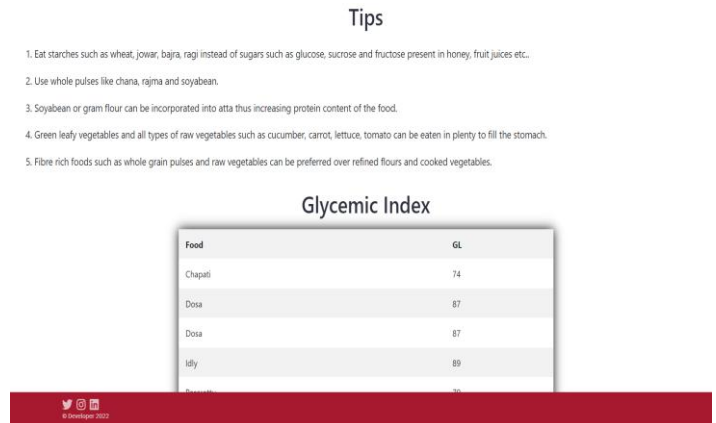 Tips
1. Eat starches such as wheat, jowar, bajra, ragi instead of sugars such as glucose, sucrose and fructose present in honey, fruit juices etc..
2. Use whole pulses like chana, rajma and soyabean.
3. Soyabean or gram flour can be incorporated into atta thus increasing protein content of the food.
4. Green leafy vegetables and all types of raw vegetables such as cucumber, carrot, lettuce, tomato can be eaten in plenty to fill the stomach.
5. Fibre rich foods such as whole grain pulses and raw vegetables can be preferred over refined flours and cooked vegetables.
Glycemic Index
Food GL
Chapati 74
Dosa 87
Dosa 87
Idly 89
© Developer 2022